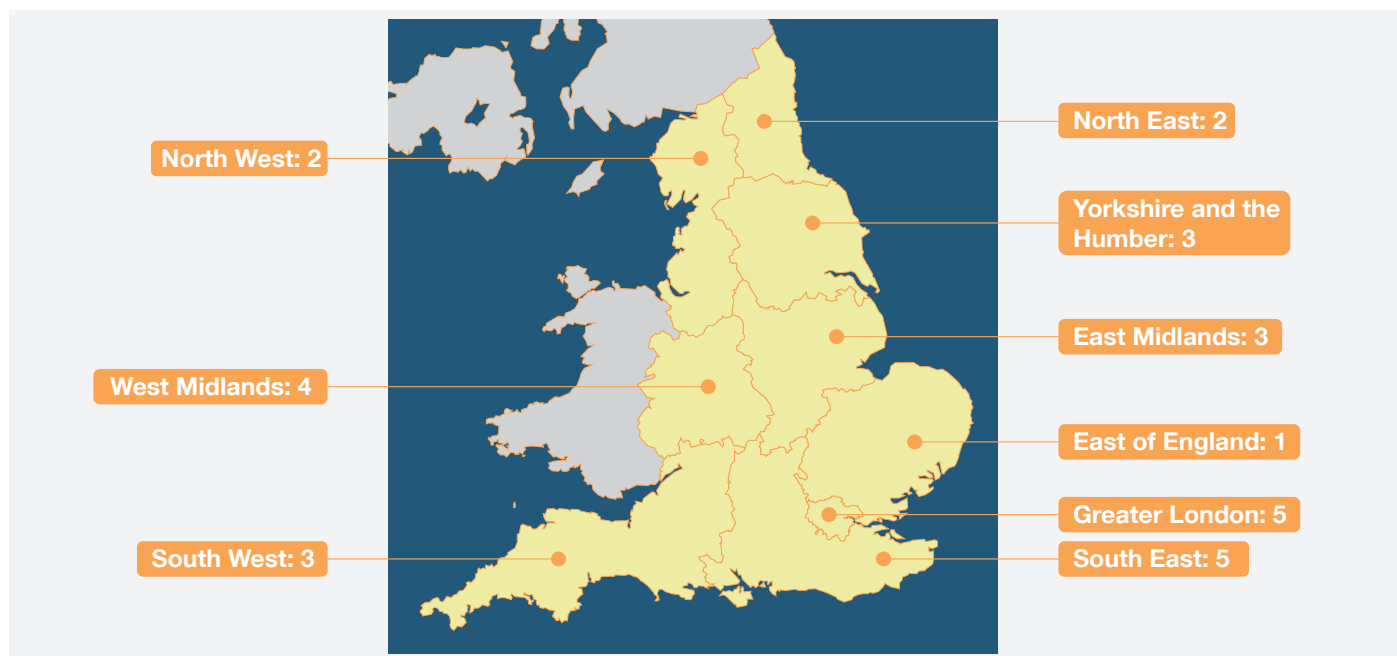 North West: 2
West Midlands: 4
South West: 3
North East: 2
Yorkshire and the
Humber: 3
East Midlands: 3
East of England: 1
Greater London: 5
South East: 5